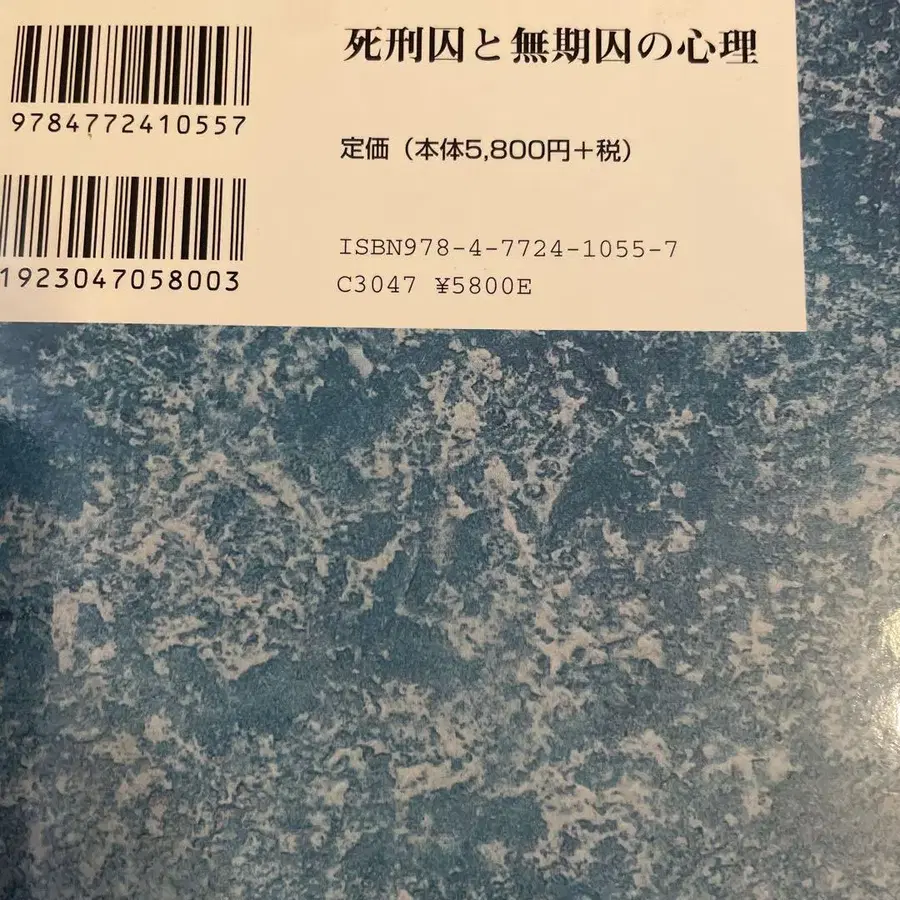 死刑囚と無期囚の心理
9784772410557
定価（本体5,800円＋税）
1923047058003
ISBN978-4-7724-1055-7
C3047 ¥5800E